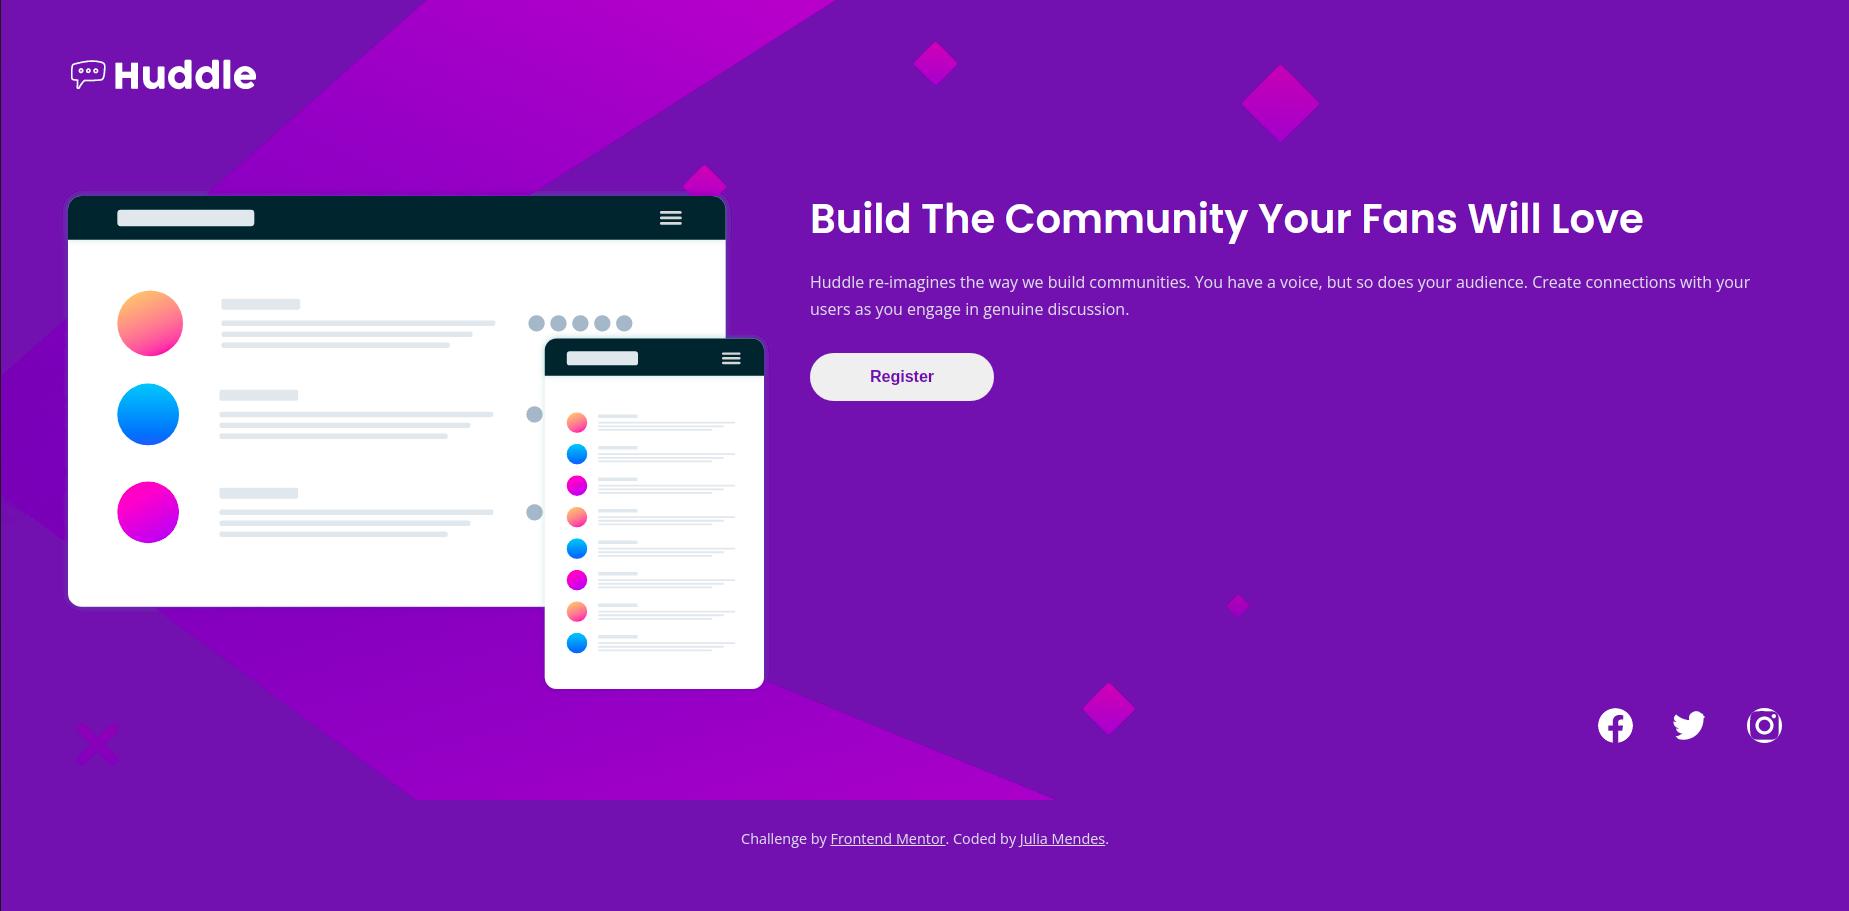 Huddle
Build The Community Your Fans Will Love
Huddle re-imagines the way we build communities. You have a voice, but so does your audience. Create connections with your
users as you engage in genuine discussion.
Register
Challenge by Frontend Mentor. Coded by Julia Mendes.